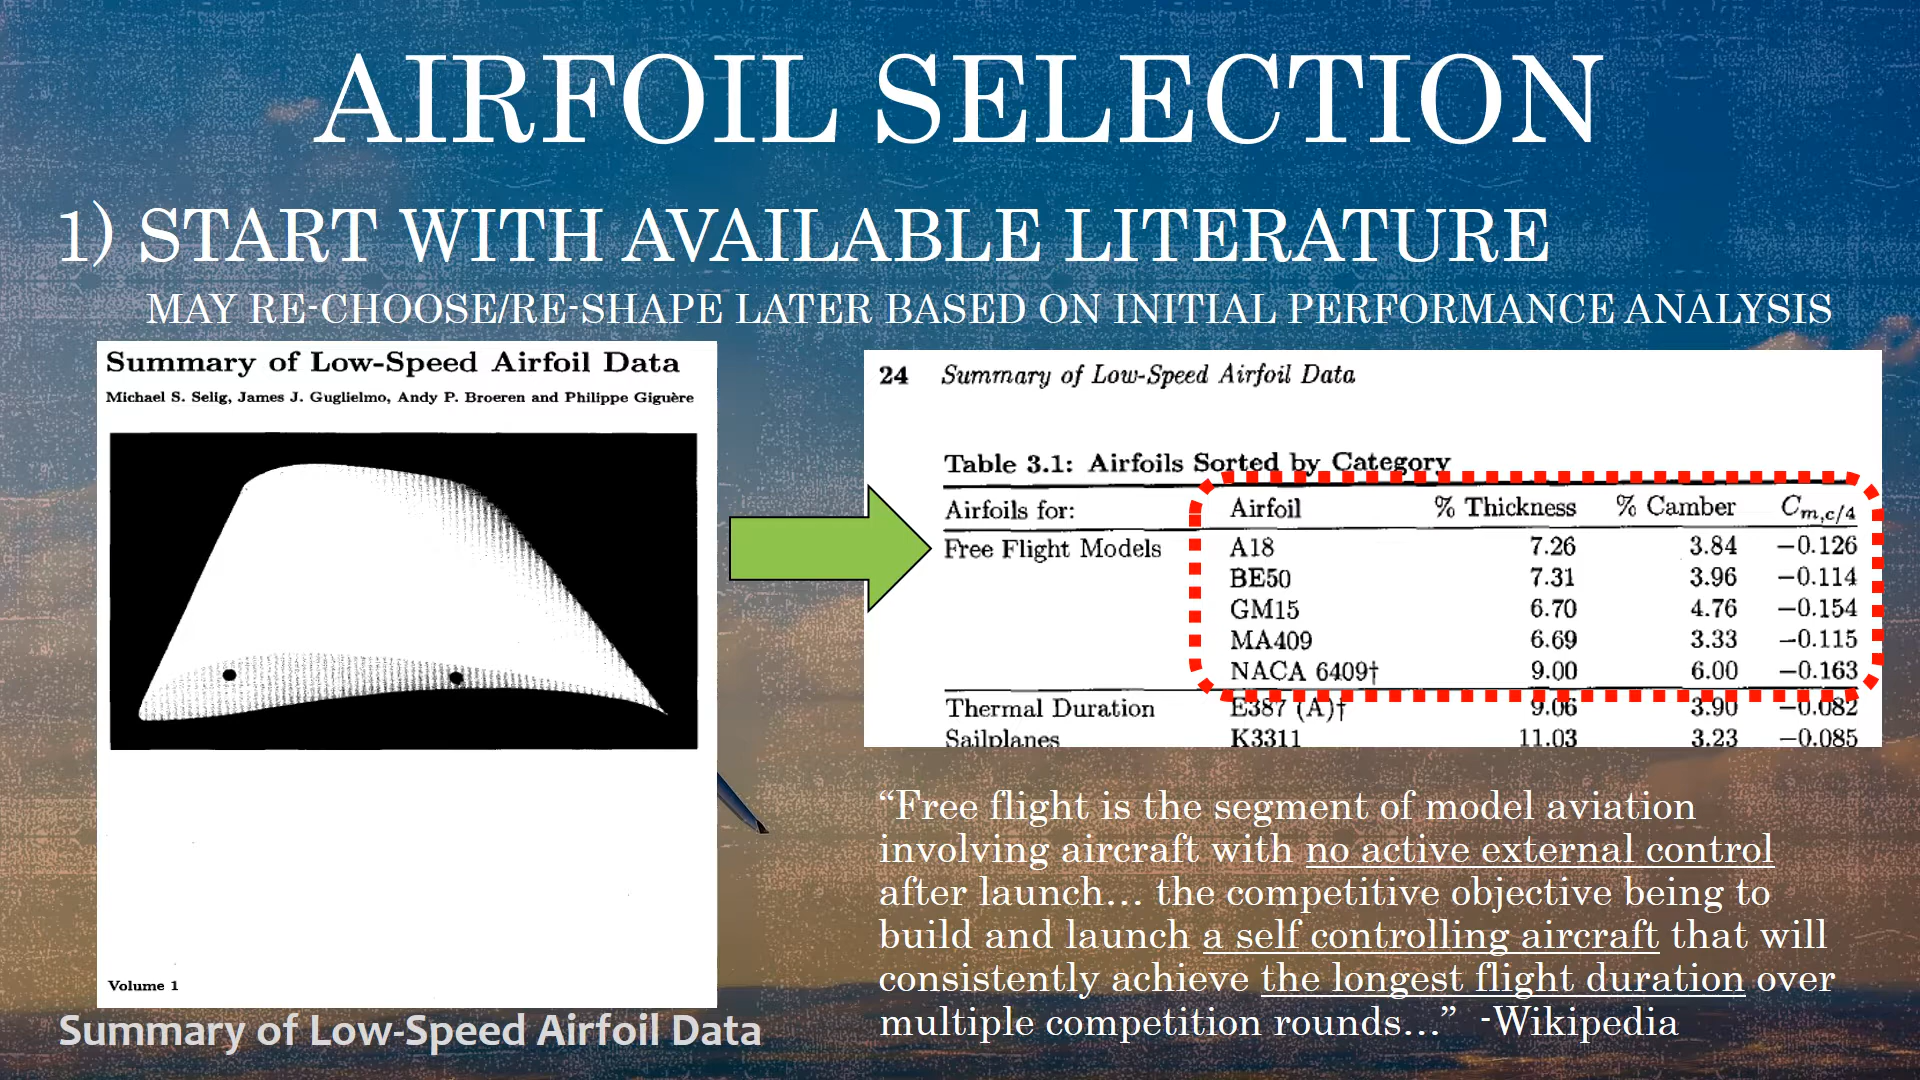 AIRFOIL SELECTION
1) START WITH AVAILABLE LITERATURE
MAY RE-CHOOSE/RE-SHAPE LATER BASED ON INITIAL PERFORMANCE ANALYSIS
Summary of Low-Speed Airfoil Data
Michael S. Selig, James J. Guglielmo, Andy P. Broeren and Philippe Giguère
Volume 1
Summary of Low-Speed Airfoil Data
24 Summary of Low-Speed Airfoil Data
Table 3.1: Airfoils Sorted by Category
Airfoils for: Airfoil % Thickness % Camber Cm,c/4
Free Flight Models A18 7.26 3.84 −0.126
BE50 7.31 3.96 −0.114
GM15 6.70 4.76 −0.154
MA409 6.69 3.33 −0.115
NACA 6409† 9.00 6.00 −0.163
Thermal Duration E387 (A)† 9.06 3.90 −0.082
Sailplanes K3311 11.03 3.23 −0.085
“Free flight is the segment of model aviation
involving aircraft with no active external control
after launch… the competitive objective being to
build and launch a self controlling aircraft that will
consistently achieve the longest flight duration over
multiple competition rounds…” -Wikipedia